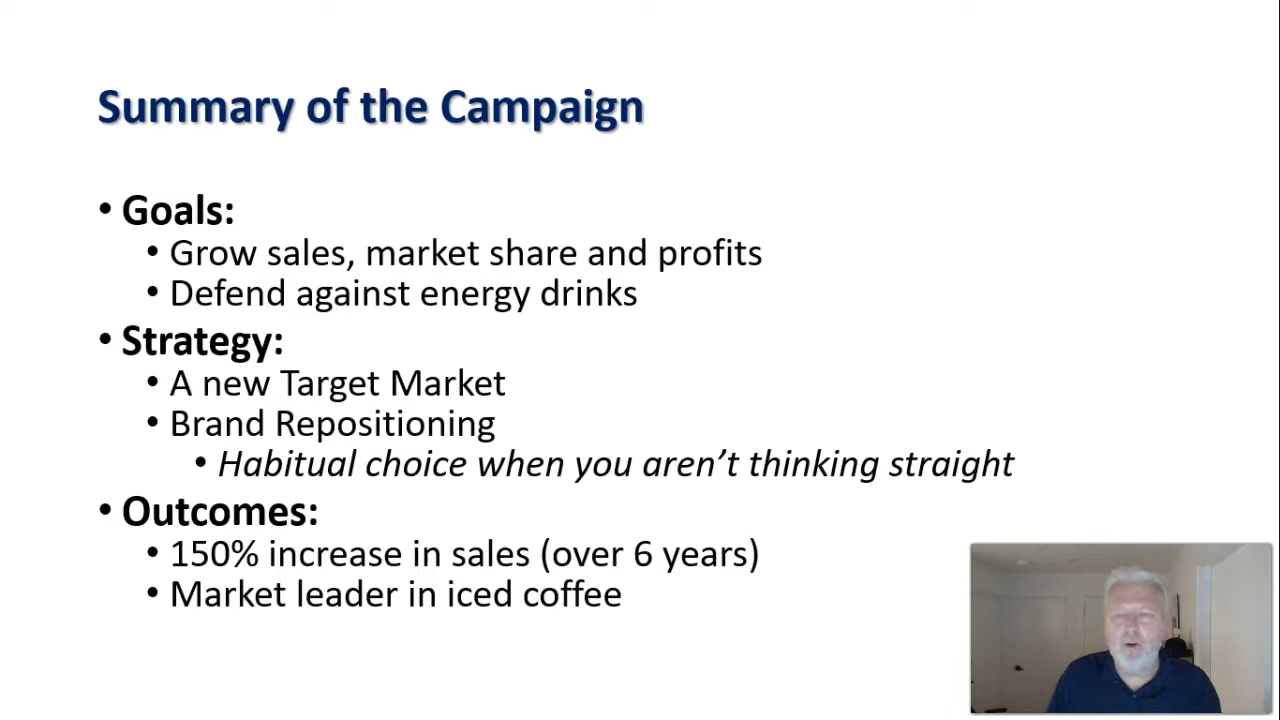 Summary of the Campaign
• Goals:
• Grow sales, market share and profits
• Defend against energy drinks
• Strategy:
• A new Target Market
• Brand Repositioning
• Habitual choice when you aren’t thinking straight
• Outcomes:
• 150% increase in sales (over 6 years)
• Market leader in iced coffee